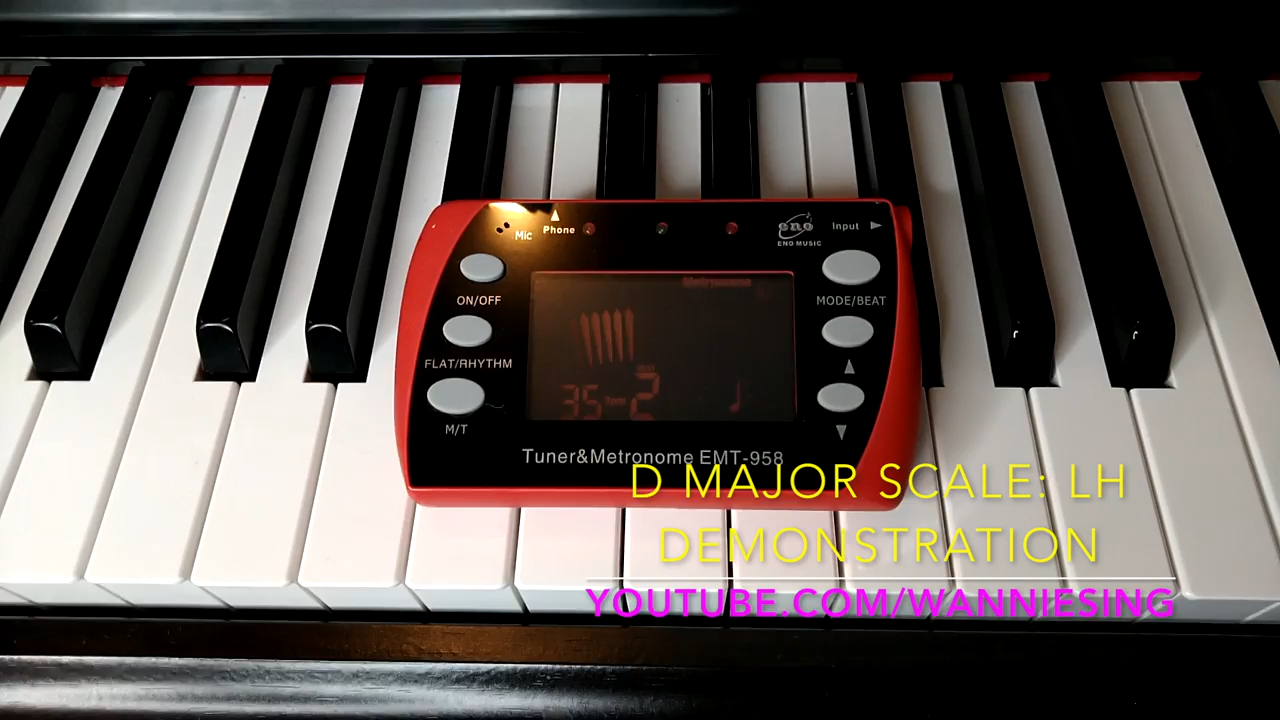 Mic
Phone
eno
ENO MUSIC
Input
ON/OFF
MODE/BEAT
FLAT/RHYTHM
M/T
Metronome
35
2
Tuner&Metronome EMT-958
D MAJOR SCALE: LH
DEMONSTRATION
YOUTUBE.COM/WANNIESING